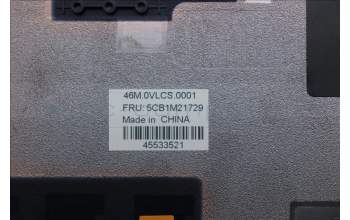 46M.0VLCS.0001
FRU: 5CB1M21729
Made in CHINA
45533521